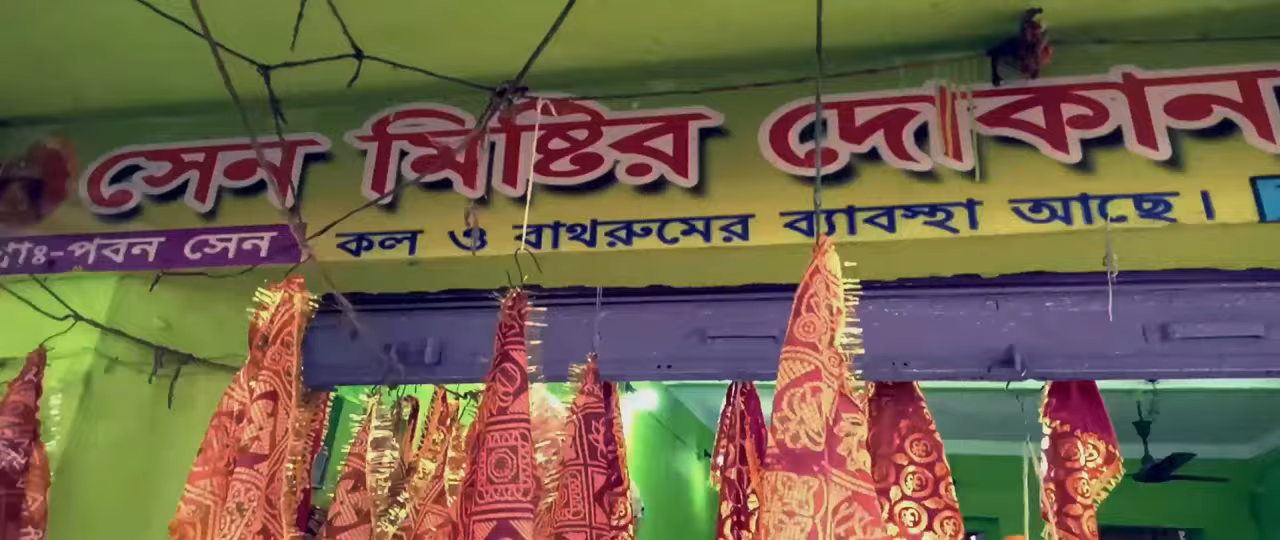 সেন মিষ্টির দোকান
প্রাঃ-পবন সেন কল ও বাথরুমের ব্যাবস্থা আছে।